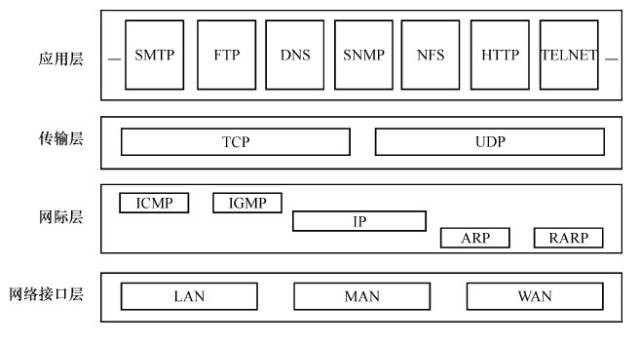 应用层
SMTP FTP DNS SNMP NFS HTTP TELNET
传输层
TCP UDP
网际层
ICMP IGMP
IP
ARP RARP
网络接口层
LAN MAN WAN